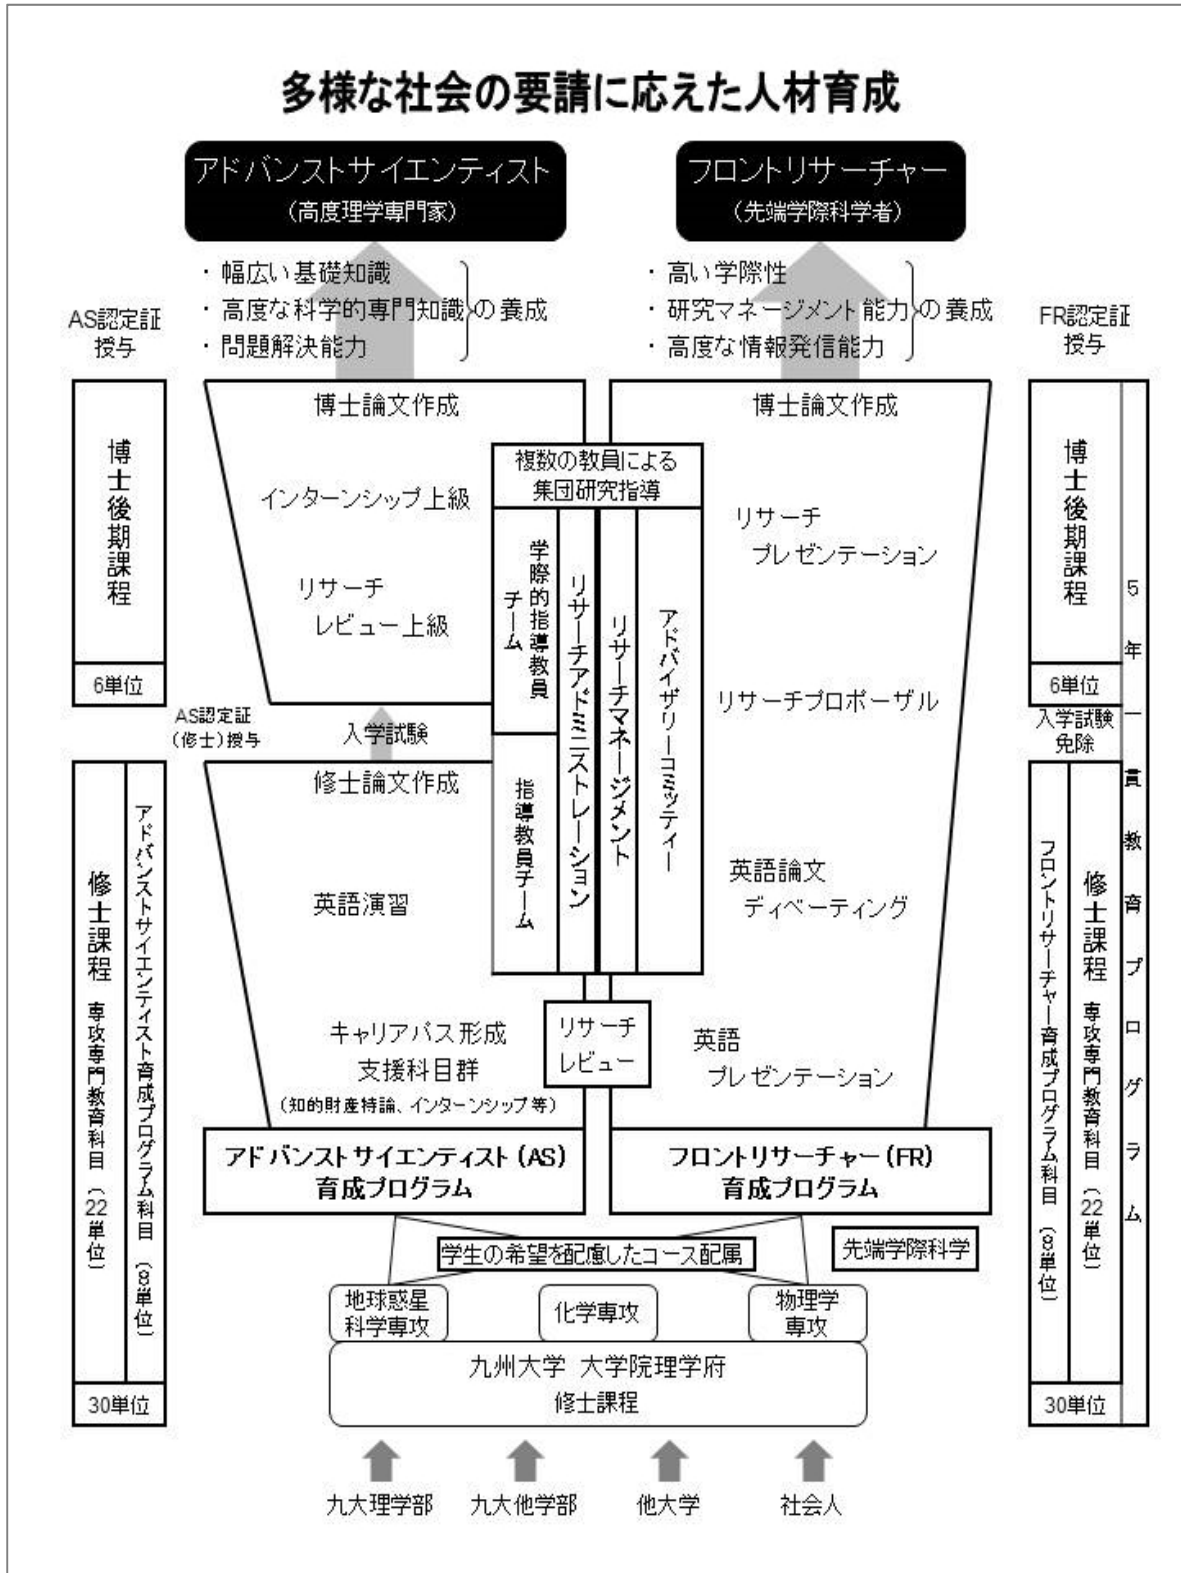 多様な社会の要請に応えた人材育成
アドバンストサイエンティスト
(高度理学専門家)
フロントリサーチャー
(先端学際科学者)
・幅広い基礎知識
・高度な科学的専門知識
・問題解決能力
の養成
・高い学際性
・研究マネージメント能力
・高度な情報発信能力
の養成
AS認定証
授与
FR認定証
授与
博士後期課程
6単位
博士論文作成
インターンシップ上級
リサーチ
レビュー上級
AS認定証
(修士)授与
入学試験
修士論文作成
英語演習
キャリアパス形成
支援科目群
(知的財産特論、インターンシップ等)
複数の教員による
集団研究指導
学際的指導教員
チーム
指導教員チーム
リサーチアドミニストレーション
リサーチマネージメント
アドバイザリーコミッティー
リサーチ
レビュー
博士論文作成
リサーチ
プレゼンテーション
リサーチプロポーザル
英語論文
ディベーティング
英語
プレゼンテーション
博士後期課程
6単位
入学試験
免除
5年一貫教育プログラム
修士課程 専攻専門教育科目(22単位)
アドバンストサイエンティスト育成プログラム科目(8単位)
30単位
フロントリサーチャー育成プログラム科目(8単位)
修士課程 専攻専門教育科目(22単位)
30単位
アドバンストサイエンティスト(AS)
育成プログラム
フロントリサーチャー(FR)
育成プログラム
学生の希望を配慮したコース配属
先端学際科学
地球惑星
科学専攻
化学専攻
物理学
専攻
九州大学 大学院理学府
修士課程
九大理学部
九大他学部
他大学
社会人